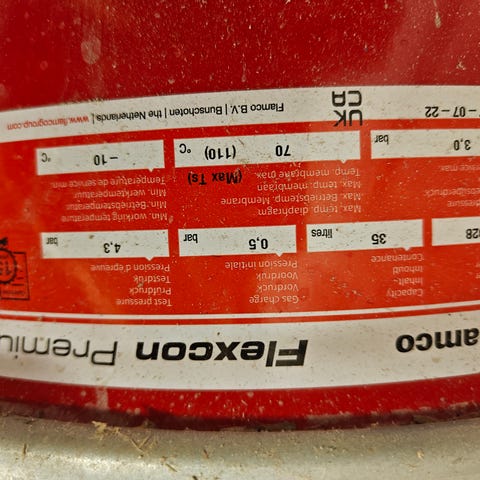 amco Flexcon Premiu
Capacity
Inhalt
Inhoud
Contenance
35 litres
Gas charge
Vordruck
Voordruk
Pression initiale
0,5 bar
Test pressure
Prüfdruck
Testdruk
Pression d'épreuve
4,3 bar
3,0 bar
Max. temp. diaphragm
Max. Betriebstemp. Membrane
Max. temp. membraan
Temp. membrane max.
(Max Ts)
70 (110) °C
Min. working temperature
Min. Betriebstemperatur
Min. werktemperatuur
Température de service min.
–10 °C
– 07 – 22
UK
CA
Flamco B.V. | Bunschoten | the Netherlands | www.flamcogroup.com